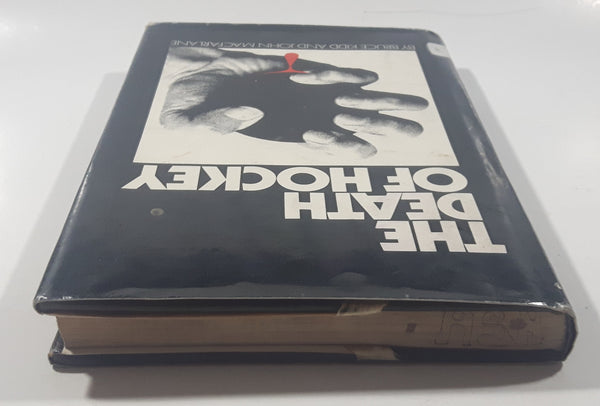 THE
DEATH
OF HOCKEY
BY BRUCE KIDD AND JOHN MACFARLANE